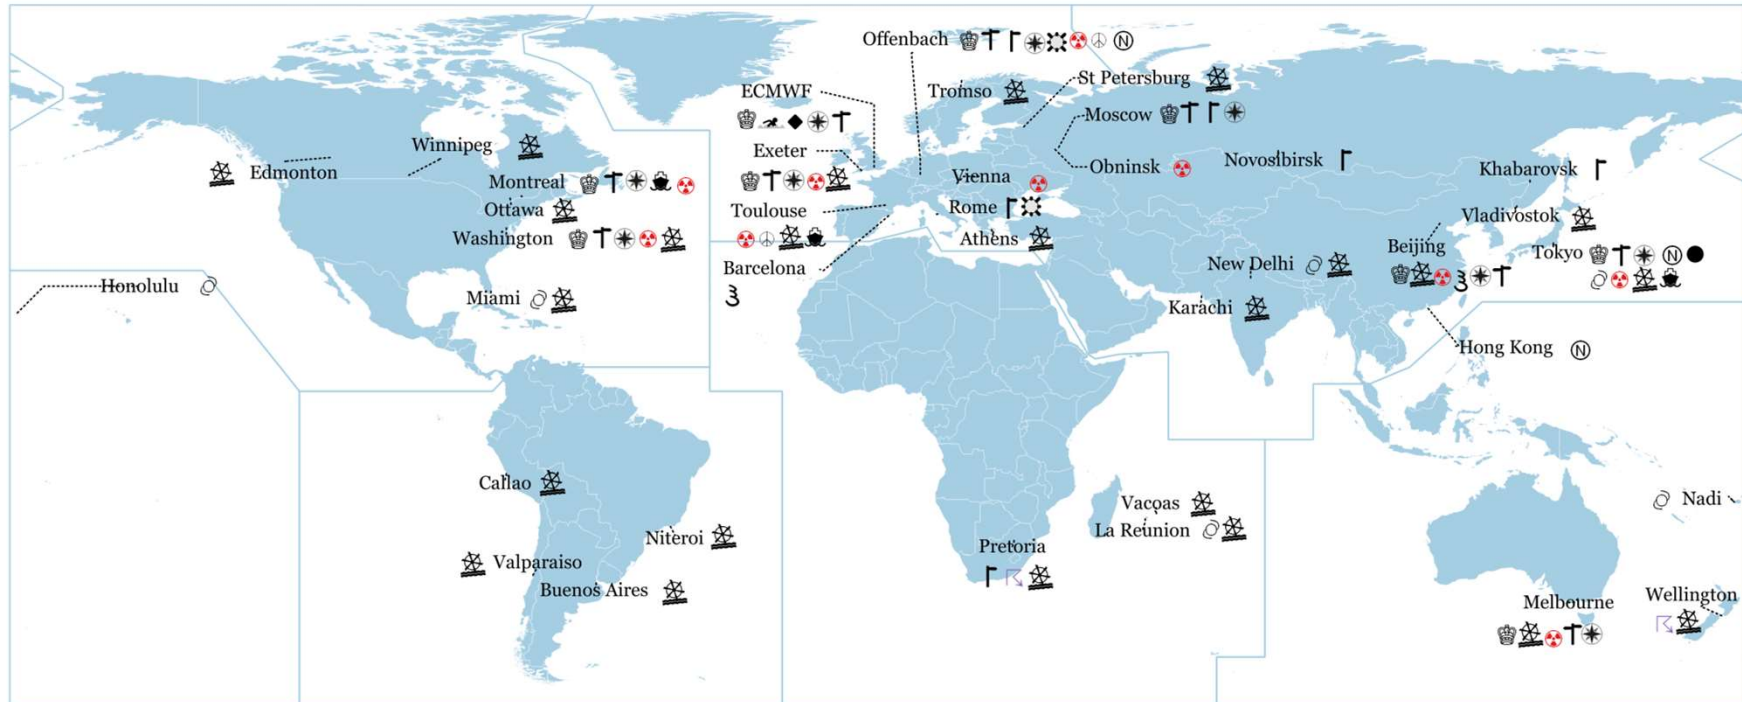 Offenbach N
St Petersburg
ECMWF
Tromso
Moscow
Winnipeg
Exeter
Edmonton
Obninsk
Novosibirsk
Khabarovsk
Montreal
Vienna
Ottawa
Toulouse
Rome
Vladivostok
Washington
Athens
Beijing
Tokyo N
Barcelona
New Delhi
Honolulu
Miami
Karachi
Hong Kong N
Callao
Vacoas
Nadi
La Reunion
Niteroi
Pretoria
Valparaiso
Buenos Aires
Melbourne
Wellington